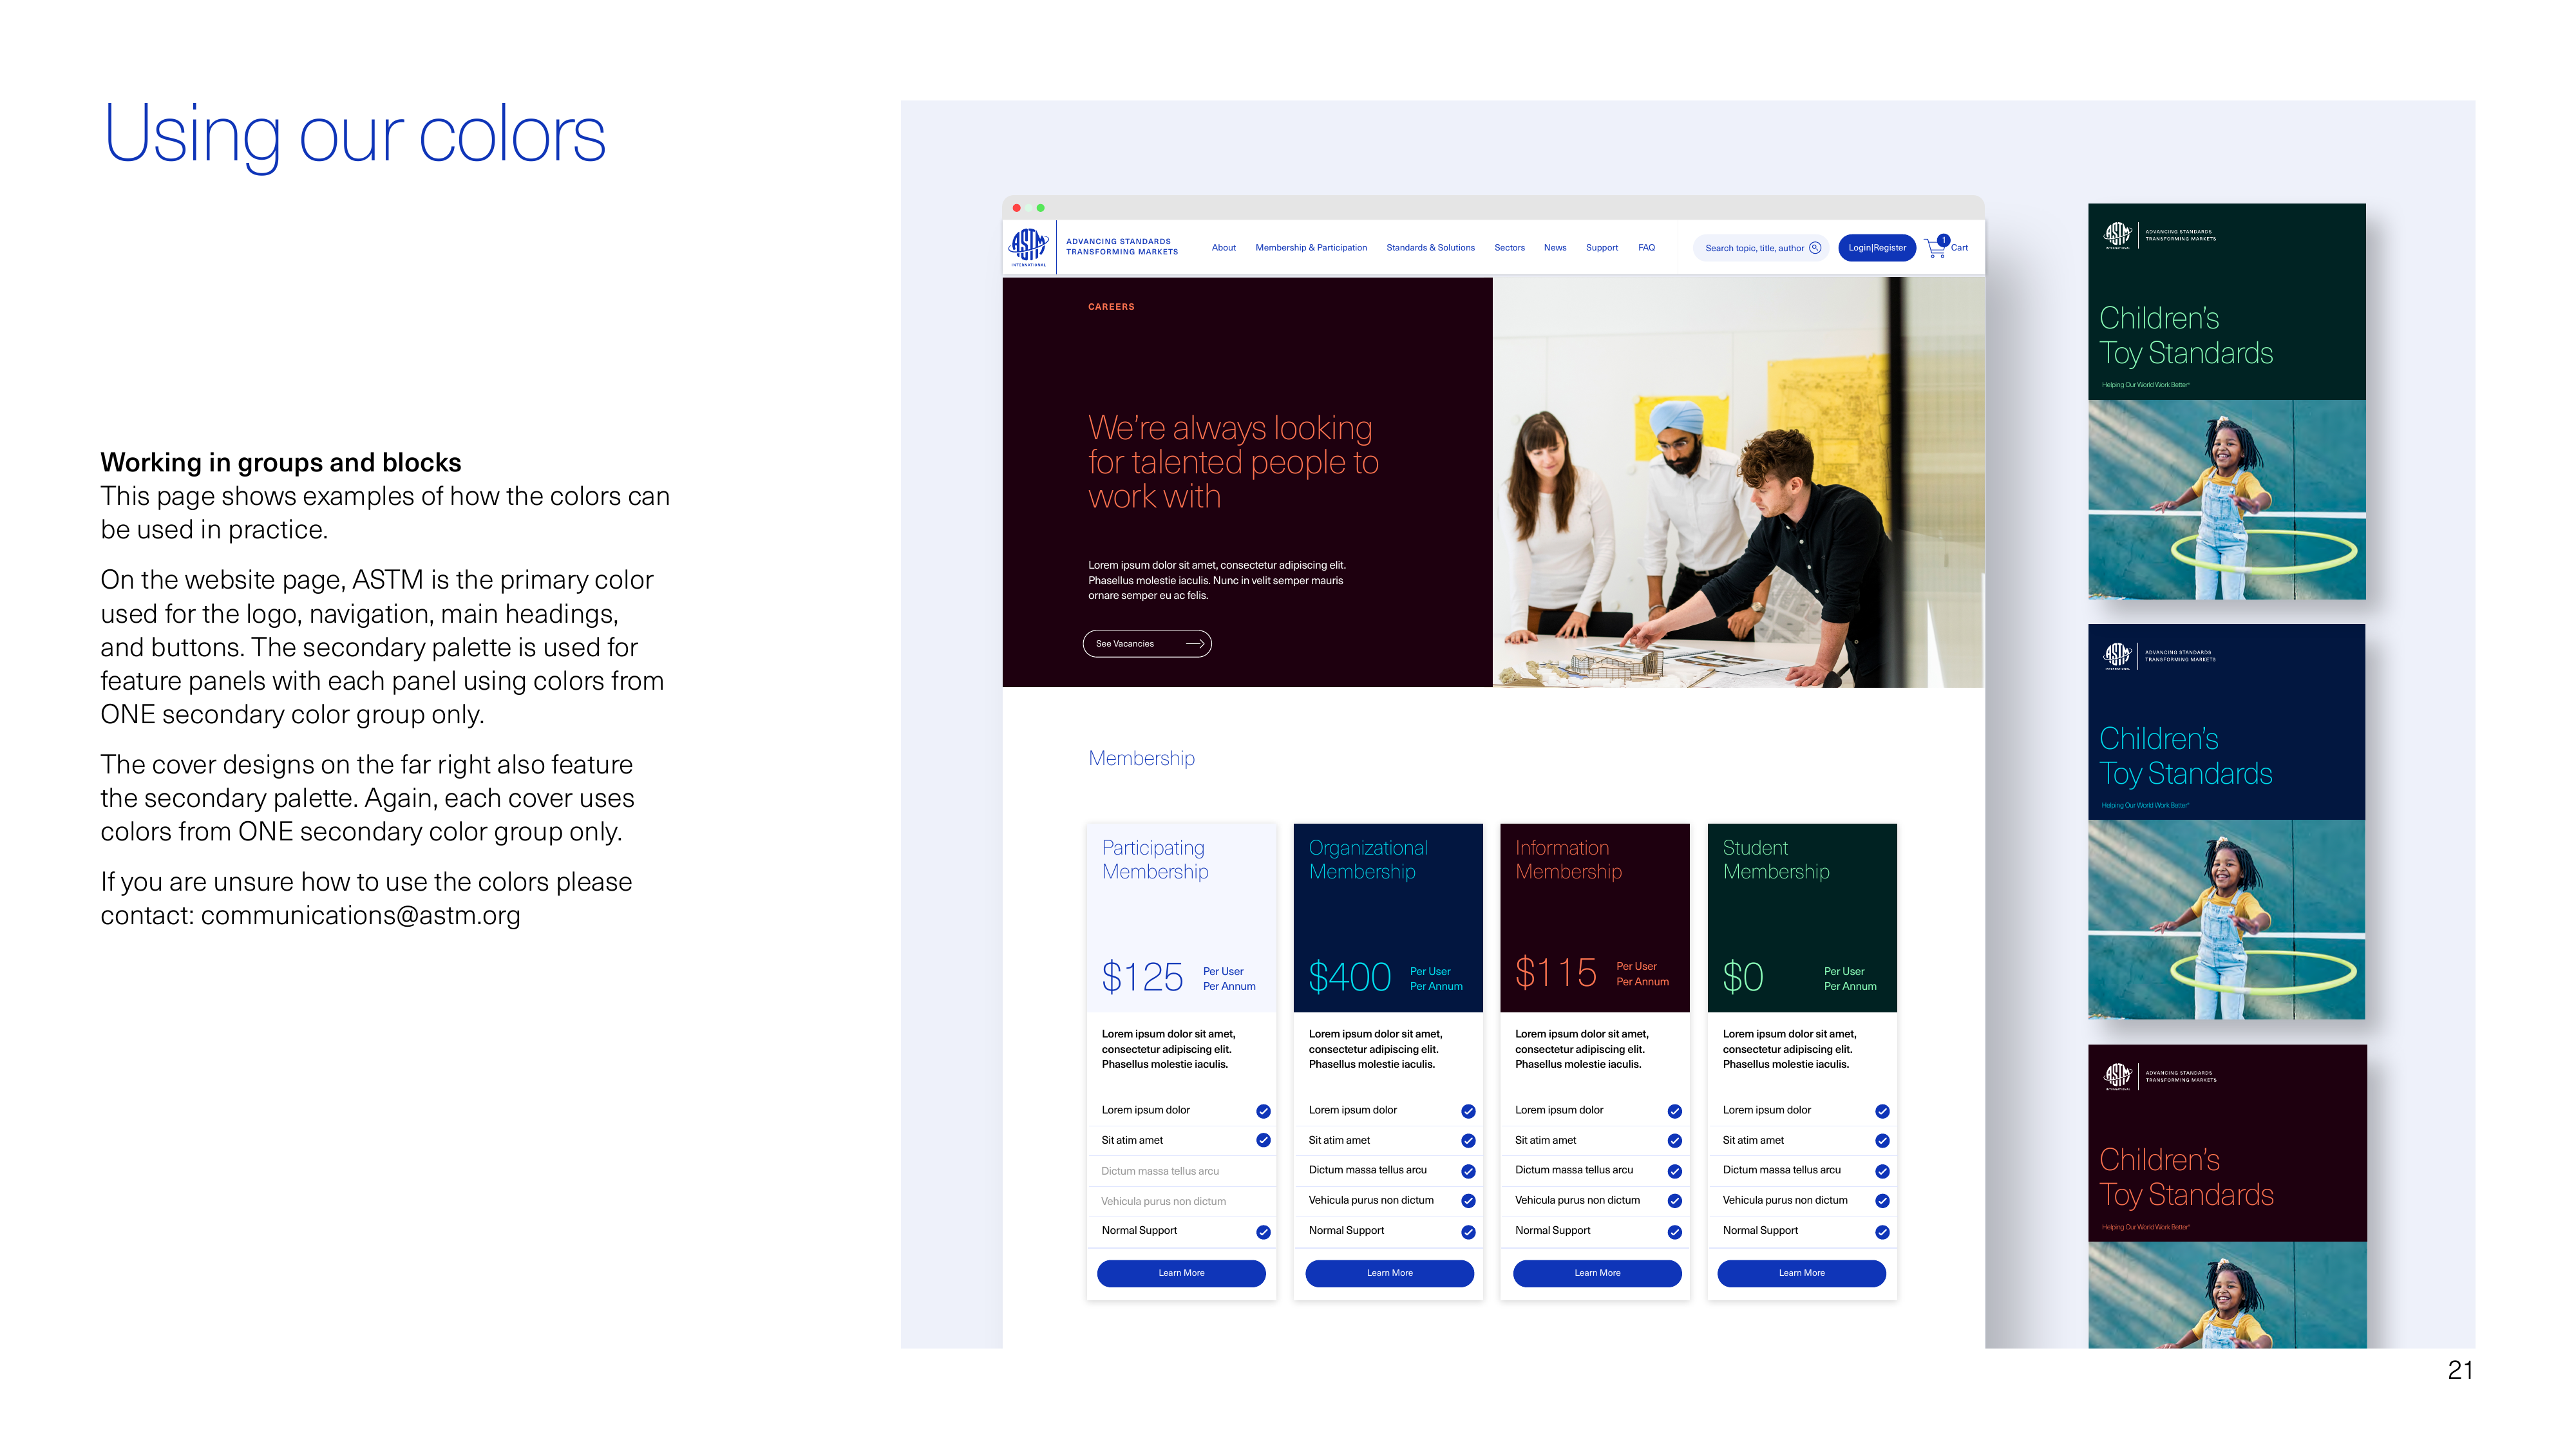 Using our colors
Working in groups and blocks
This page shows examples of how the colors can
be used in practice.
On the website page, ASTM is the primary color
used for the logo, navigation, main headings,
and buttons. The secondary palette is used for
feature panels with each panel using colors from
ONE secondary color group only.
The cover designs on the far right also feature
the secondary palette. Again, each cover uses
colors from ONE secondary color group only.
If you are unsure how to use the colors please
contact: communications@astm.org
ASTM
INTERNATIONAL
ADVANCING STANDARDS
TRANSFORMING MARKETS
About Membership & Participation Standards & Solutions Sectors News Support FAQ
Search topic, title, author
Login|Register
1
Cart
CAREERS
We're always looking
for talented people to
work with
Lorem ipsum dolor sit amet, consectetur adipiscing elit.
Phasellus molestie iaculis. Nunc in velit semper mauris
ornare semper eu ac felis.
See Vacancies
Membership
Participating
Membership
$125
Per User
Per Annum
Lorem ipsum dolor sit amet,
consectetur adipiscing elit.
Phasellus molestie iaculis.
Lorem ipsum dolor
Sit atim amet
Dictum massa tellus arcu
Vehicula purus non dictum
Normal Support
Learn More
Organizational
Membership
$400
Per User
Per Annum
Lorem ipsum dolor sit amet,
consectetur adipiscing elit.
Phasellus molestie iaculis.
Lorem ipsum dolor
Sit atim amet
Dictum massa tellus arcu
Vehicula purus non dictum
Normal Support
Learn More
Information
Membership
$115
Per User
Per Annum
Lorem ipsum dolor sit amet,
consectetur adipiscing elit.
Phasellus molestie iaculis.
Lorem ipsum dolor
Sit atim amet
Dictum massa tellus arcu
Vehicula purus non dictum
Normal Support
Learn More
Student
Membership
$0
Per User
Per Annum
Lorem ipsum dolor sit amet,
consectetur adipiscing elit.
Phasellus molestie iaculis.
Lorem ipsum dolor
Sit atim amet
Dictum massa tellus arcu
Vehicula purus non dictum
Normal Support
Learn More
ASTM
INTERNATIONAL
ADVANCING STANDARDS
TRANSFORMING MARKETS
Children's
Toy Standards
Helping Our World Work Better®
ASTM
INTERNATIONAL
ADVANCING STANDARDS
TRANSFORMING MARKETS
Children's
Toy Standards
Helping Our World Work Better®
ASTM
INTERNATIONAL
ADVANCING STANDARDS
TRANSFORMING MARKETS
Children's
Toy Standards
Helping Our World Work Better®
21